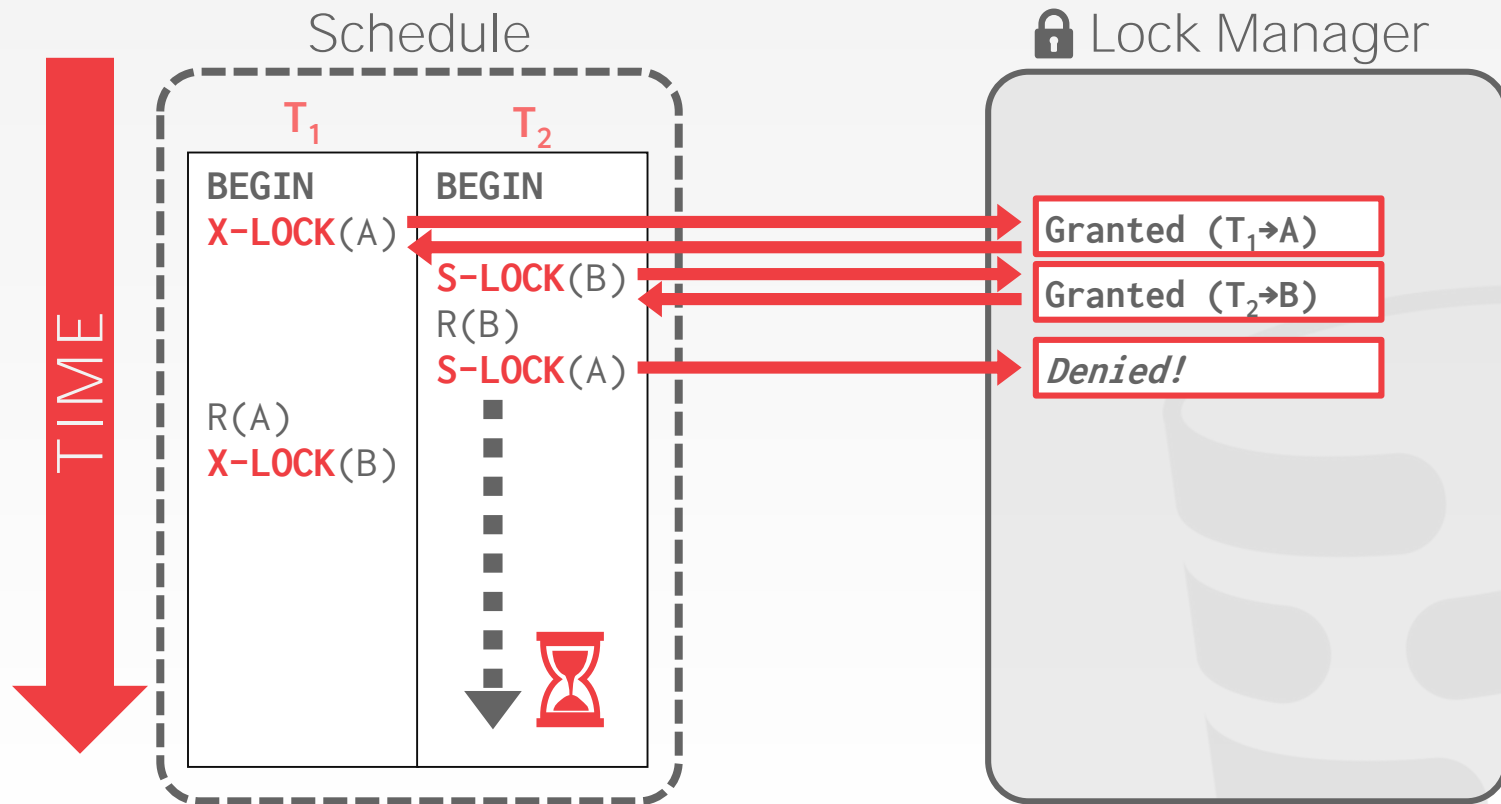 Schedule
Lock Manager
TIME
T₁
T₂
BEGIN
BEGIN
X-LOCK(A)
Granted (T₁→A)
S-LOCK(B)
Granted (T₂→B)
R(B)
S-LOCK(A)
Denied!
R(A)
X-LOCK(B)